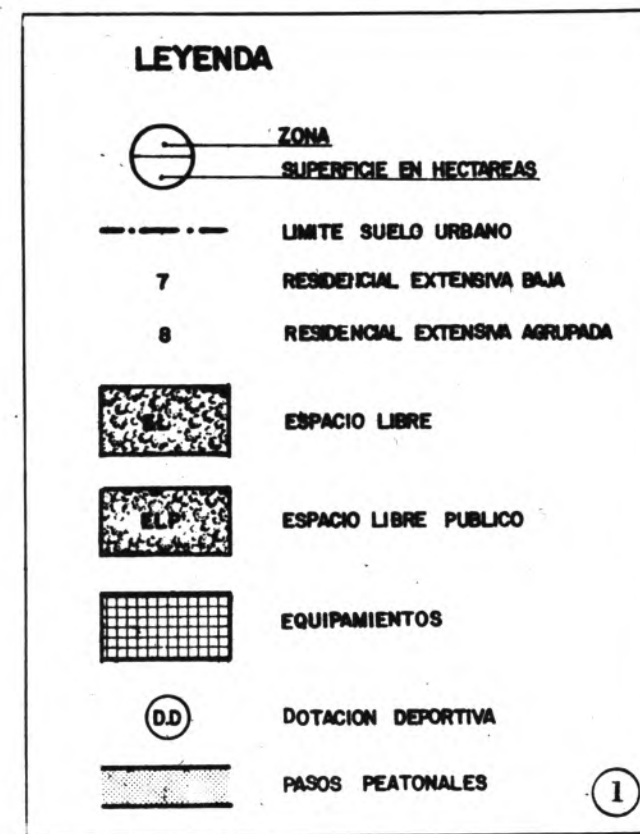 LEYENDA
ZONA
SUPERFICIE EN HECTAREAS
LIMITE SUELO URBANO
7 RESIDENCIAL EXTENSIVA BAJA
8 RESIDENCIAL EXTENSIVA AGRUPADA
EL ESPACIO LIBRE
ELP ESPACIO LIBRE PUBLICO
EQUIPAMIENTOS
D.D DOTACION DEPORTIVA
PASOS PEATONALES
1